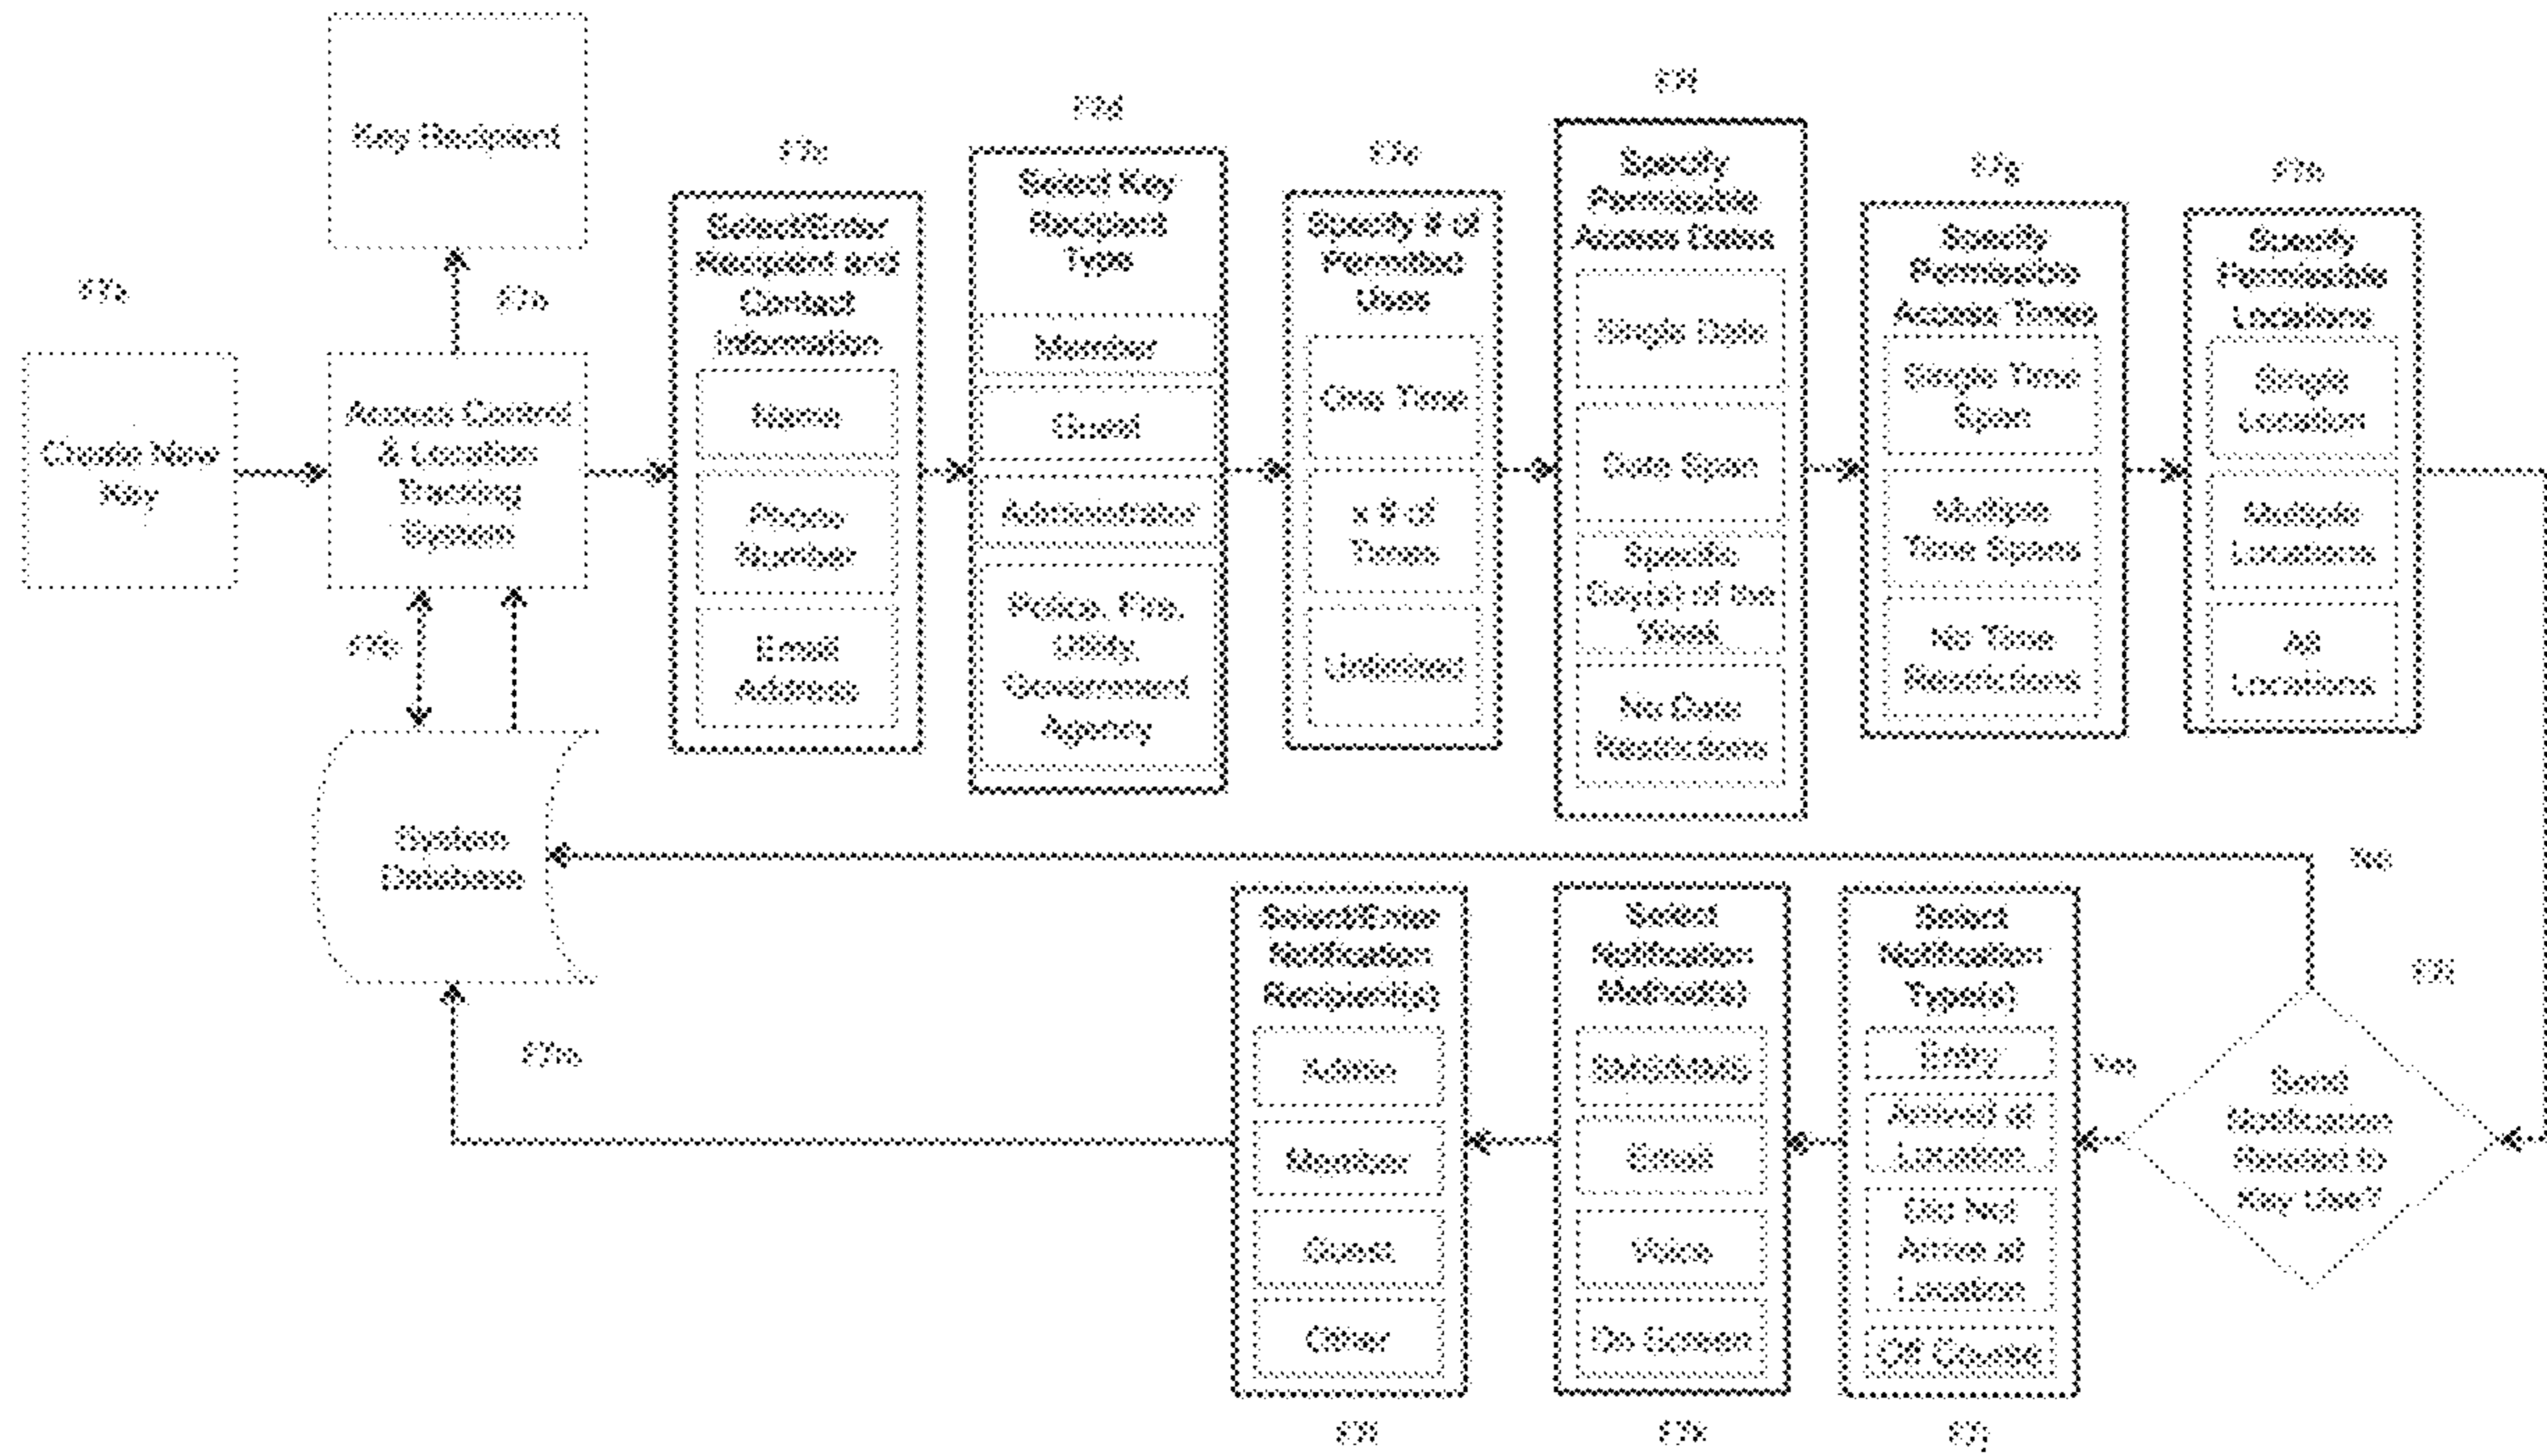 Key Recipient
Create New
Key
Access Control
& Location
Tracking
System
System
Database
Select/Enter
Recipient and
Contact
Information
Name
Phone
Number
Email
Address
Select Key
Recipient
Type
Member
Guest
Administrator
Police, Fire,
Utility,
Government
Agency
Specify # of
Permitted
Uses
One Time
x # of
Times
Unlimited
Specify
Permissible
Access Dates
Single Date
Date Span
Specific
Day(s) of the
Week
No Date
Restrictions
Specify
Permissible
Access Times
Single Time
Span
Multiple
Time Spans
No Time
Restrictions
Specify
Permissible
Locations
Single
Location
Multiple
Locations
All
Locations
Send
Notifications
Related to
Key Use?
Yes
Select
Notification
Type(s)
Entry
Arrived at
Location
Did Not
Arrive at
Location
Off Course
Select
Notification
Method(s)
Email
Voice
On Screen
Select/Enter
Notification
Recipient(s)
Admin
Member
Guest
Other